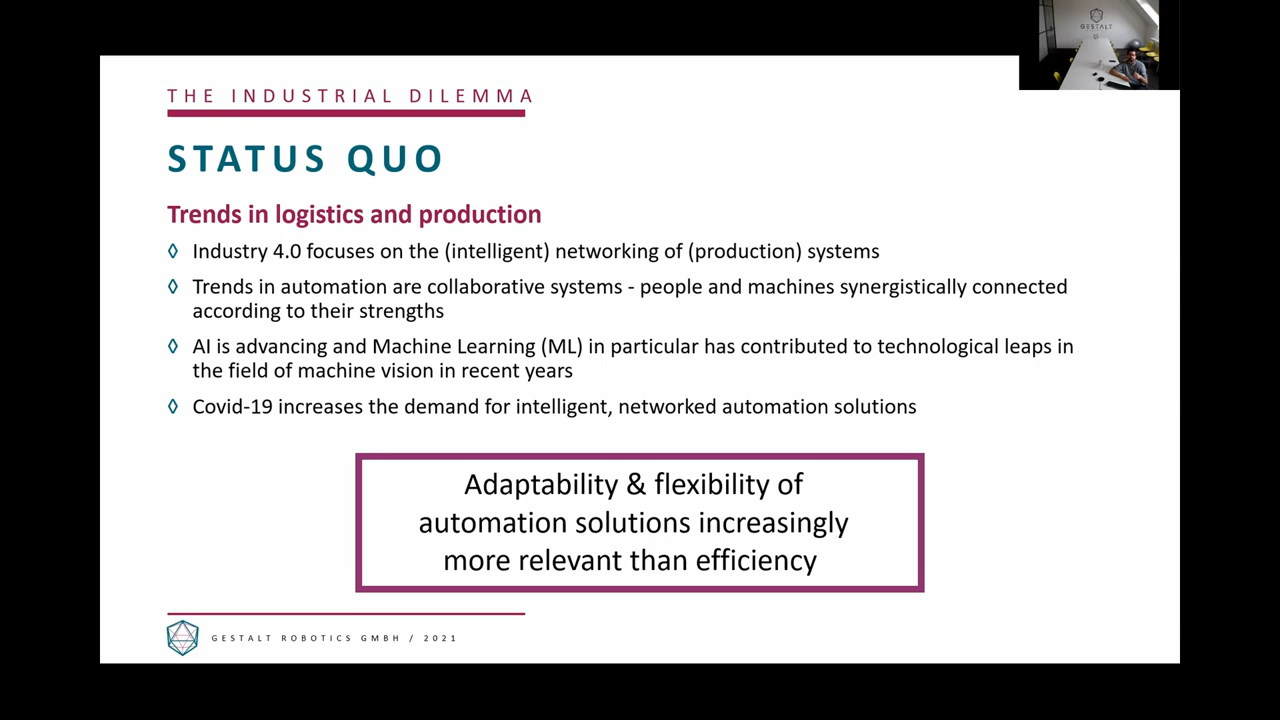 GESTALT
THE INDUSTRIAL DILEMMA
STATUS QUO
Trends in logistics and production
◊ Industry 4.0 focuses on the (intelligent) networking of (production) systems
◊ Trends in automation are collaborative systems - people and machines synergistically connected
according to their strengths
◊ AI is advancing and Machine Learning (ML) in particular has contributed to technological leaps in
the field of machine vision in recent years
◊ Covid-19 increases the demand for intelligent, networked automation solutions
Adaptability & flexibility of
automation solutions increasingly
more relevant than efficiency
GESTALT ROBOTICS GMBH / 2021